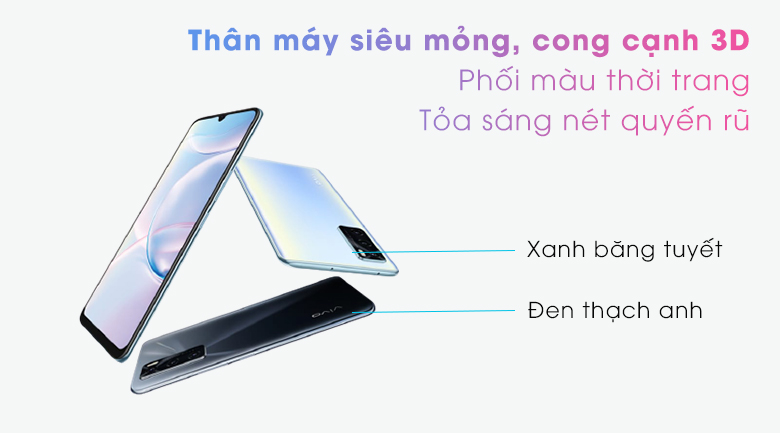 Thân máy siêu mỏng, cong cạnh 3D
Phối màu thời trang
Tỏa sáng nét quyến rũ
Xanh băng tuyết
Đen thạch anh
vivo